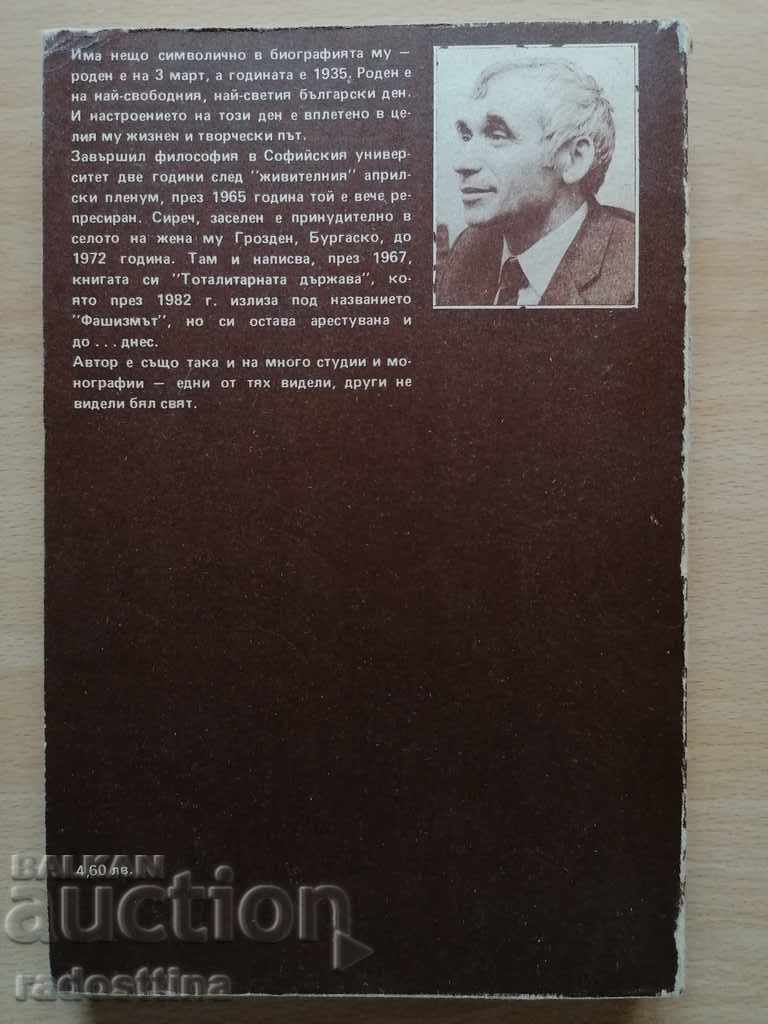 Има нещо символично в биографията му —
роден е на 3 март, а годината е 1935. Роден е
на най-свободния, най-светия български ден.
И настроението на този ден е вплетено в це-
лия му жизнен и творчески път.
Завършил философия в Софийския универ-
ситет две години след "живителния" април-
ски пленум, през 1965 година той е вече ре-
пресиран. Сиреч, заселен е принудително в
селото на жена му Грозден, Бургаско, до
1972 година. Там и написва, през 1967,
книгата си "Тоталитарната държава", ко-
ято през 1982 г. излиза под названието
"Фашизмът", но си остава арестувана и
до . . . днес.
Автор е също така и на много студии и мо-
нографии — едни от тях видели, други не
видели бял свят.
4,60 лв.
BALKAN
auction
radosttina